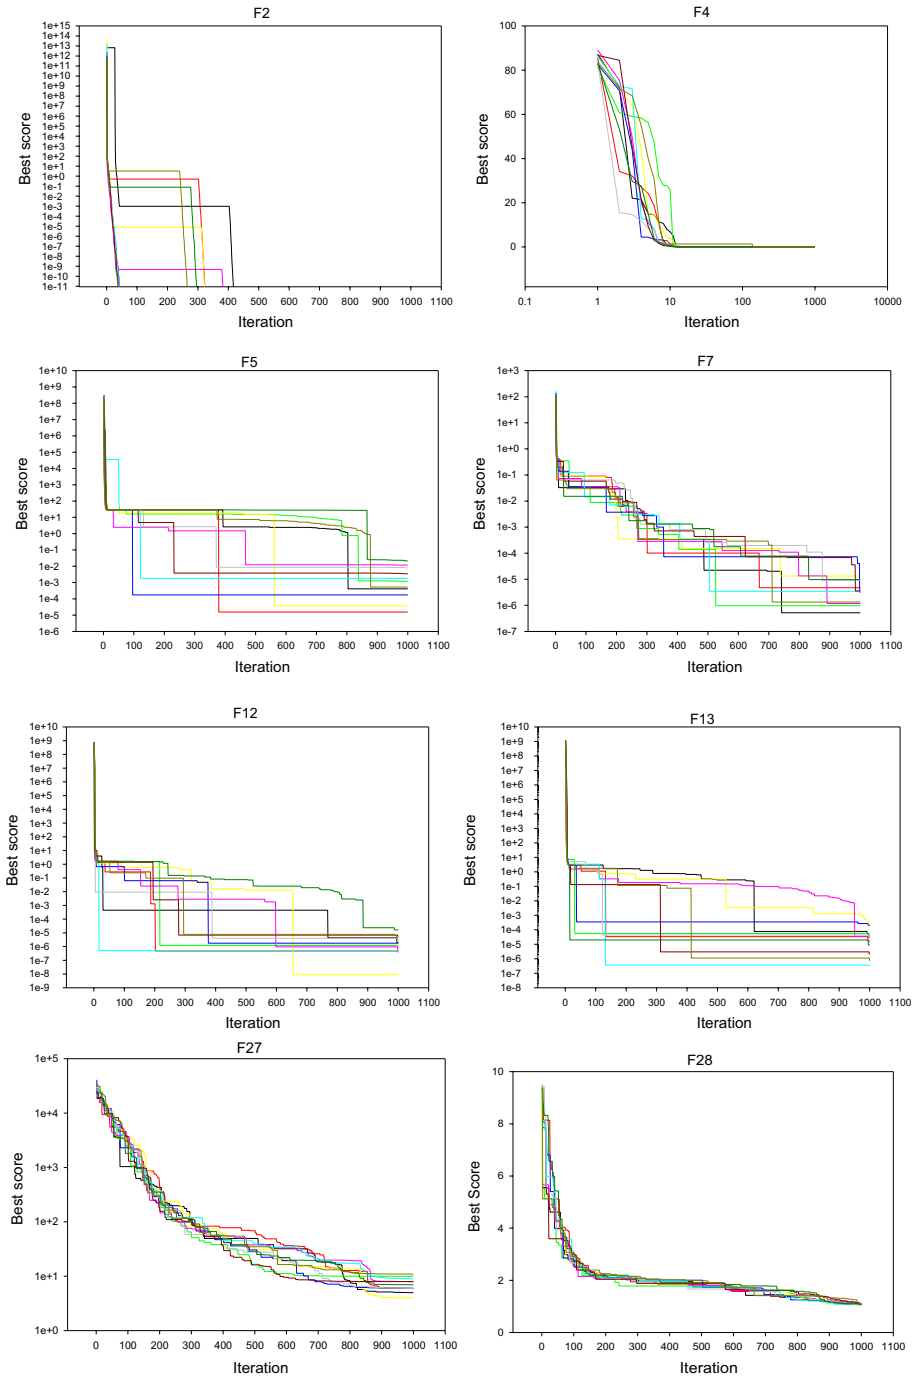 F2
1e+15
1e+14
1e+13
1e+12
1e+11
1e+10
1e+9
1e+8
1e+7
1e+6
1e+5
1e+4
1e+3
1e+2
1e+1
1e+0
1e-1
1e-2
1e-3
1e-4
1e-5
1e-6
1e-7
1e-8
1e-9
1e-10
1e-11
Best score
0 100 200 300 400 500 600 700 800 900 1000 1100
Iteration
F4
100
80
60
40
20
0
Best score
0.1 1 10 100 1000 10000
Iteration
F5
1e+10
1e+9
1e+8
1e+7
1e+6
1e+5
1e+4
1e+3
1e+2
1e+1
1e+0
1e-1
1e-2
1e-3
1e-4
1e-5
1e-6
Best score
0 100 200 300 400 500 600 700 800 900 1000 1100
Iteration
F7
1e+3
1e+2
1e+1
1e+0
1e-1
1e-2
1e-3
1e-4
1e-5
1e-6
1e-7
Best score
0 100 200 300 400 500 600 700 800 900 1000 1100
Iteration
F12
1e+10
1e+9
1e+8
1e+7
1e+6
1e+5
1e+4
1e+3
1e+2
1e+1
1e+0
1e-1
1e-2
1e-3
1e-4
1e-5
1e-6
1e-7
1e-8
1e-9
Best score
0 100 200 300 400 500 600 700 800 900 1000 1100
Iteration
F13
1e+10
1e+9
1e+8
1e+7
1e+6
1e+5
1e+4
1e+3
1e+2
1e+1
1e+0
1e-1
1e-2
1e-3
1e-4
1e-5
1e-6
1e-7
1e-8
Best score
0 100 200 300 400 500 600 700 800 900 1000 1100
Iteration
F27
1e+5
1e+4
1e+3
1e+2
1e+1
1e+0
Best score
0 100 200 300 400 500 600 700 800 900 1000 1100
Iteration
F28
10
8
6
4
2
0
Best Score
0 100 200 300 400 500 600 700 800 900 1000 1100
Iteration